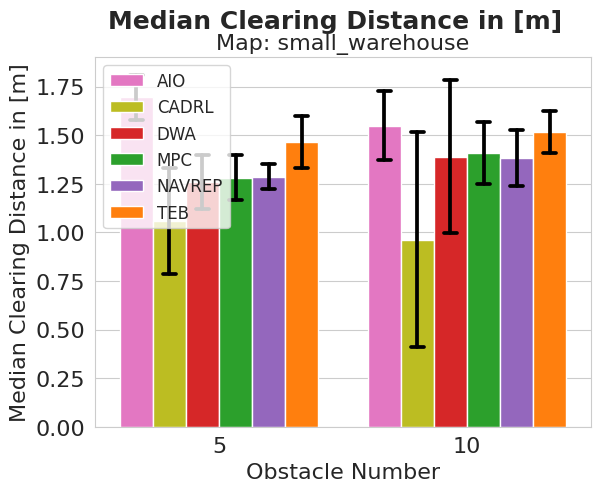 Median Clearing Distance in [m]
Map: small_warehouse
Median Clearing Distance in [m]
1.75
1.50
1.25
1.00
0.75
0.50
0.25
0.00
AIO
CADRL
DWA
MPC
NAVREP
TEB
5
10
Obstacle Number